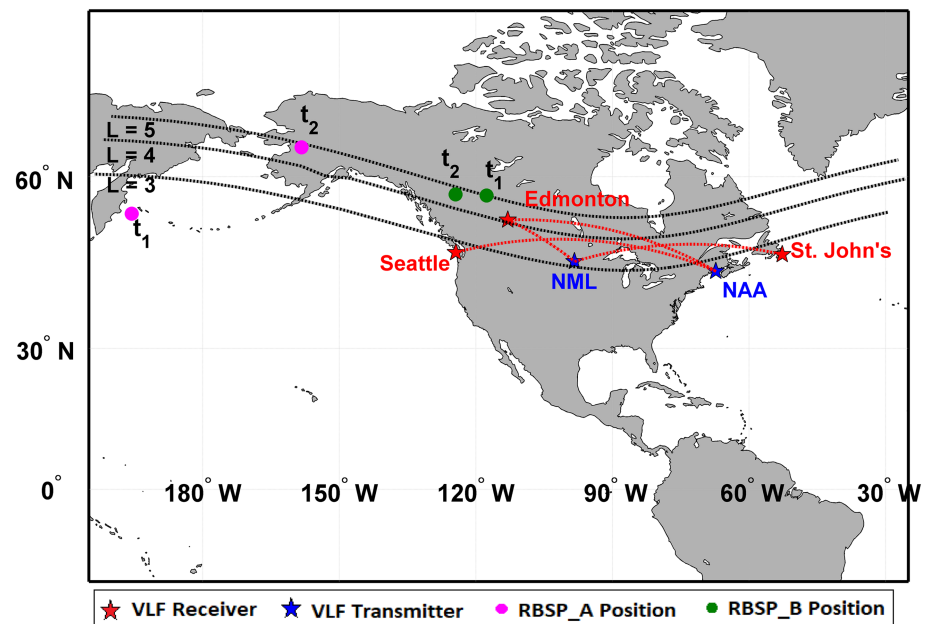 L = 5
t2
L = 4
t2
t1
60° N
L = 3
Edmonton
t1
Seattle
St. John's
NML
NAA
30° N
0°
180° W 150° W 120° W 90° W 60° W 30° W
VLF Receiver VLF Transmitter RBSP_A Position RBSP_B Position